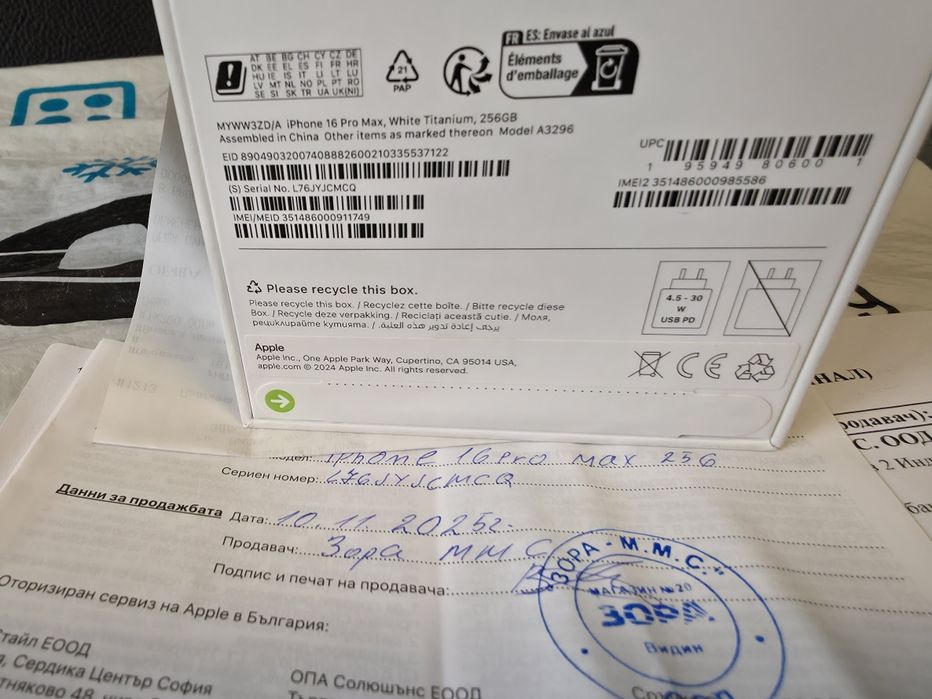 FR ES: Envase al azul
Éléments
d'emballage
AT BE BG CH CY CZ DE
DK EE EL ES FI FR HR
HU IE IS IT LI LT LU
LV MT NL NO PL PT RO
SE SI SK TR UA UK(NI)
21
PAP
MYWW3ZD/A iPhone 16 Pro Max, White Titanium, 256GB
Assembled in China Other items as marked thereon Model A3296
EID 89049032007408882600210335537122
(S) Serial No. L76JYJCMCQ
IMEI/MEID 351486000911749
UPC
1 95949 80600 1
IMEI2 351486000985586
Please recycle this box.
Please recycle this box. / Recyclez cette boîte. / Bitte recycle diese
Box. / Recycle deze verpakking. / Reciclați această cutie. / Моля,
рециклирайте кутията. / يرجى إعادة تدوير هذه العلبة.
4.5 - 30
W
USB PD
Apple
Apple Inc., One Apple Park Way, Cupertino, CA 95014 USA,
apple.com © 2024 Apple Inc. All rights reserved.
CE
iphone 16 Pro Max 256
Сериен номер: L76JYJCMCQ
Данни за продажбата
Дата: 10.11.2025г.
Продавач: Зора ММС
Подпис и печат на продавача:
"ЗОРА - М.М.С."
МАГАЗИН № 20
ЗОРА
Видин
Оторизиран сервиз на Apple в България:
ЕООД
Сердика Център София
48
ОПА Солюшънс ЕООД
С. ООД